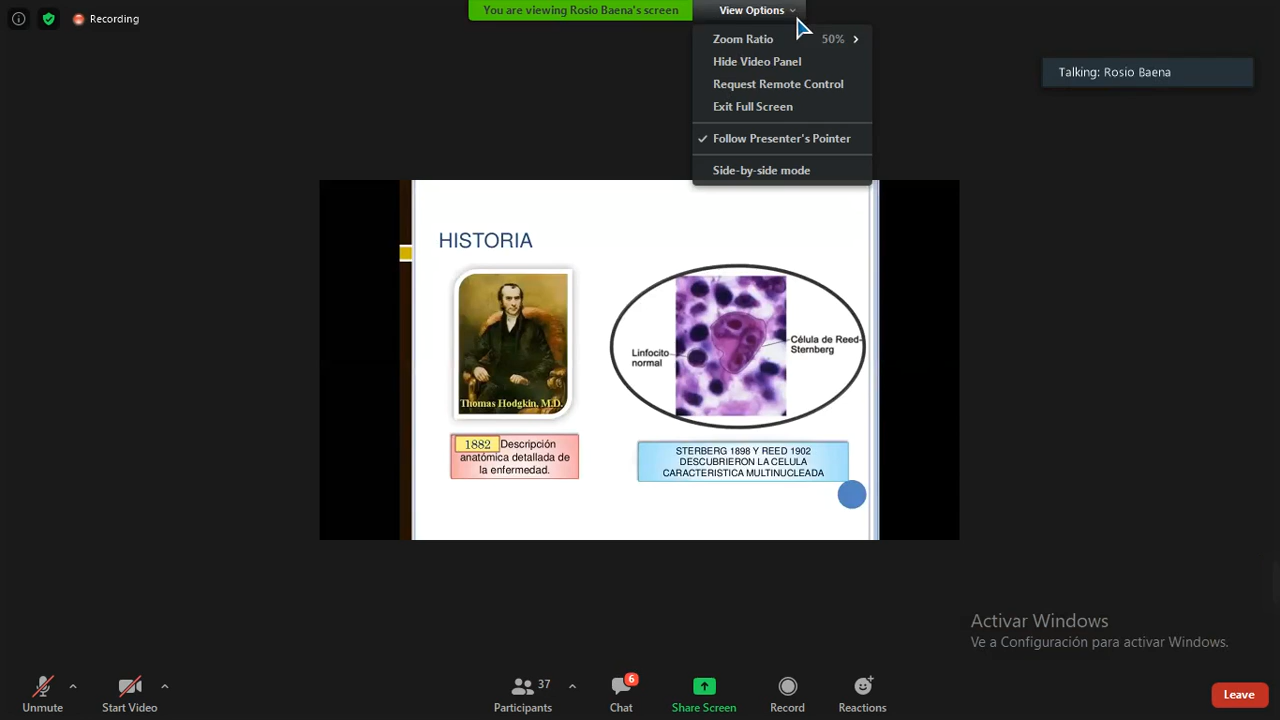 Recording
You are viewing Rosio Baena's screen
View Options
Zoom Ratio 50%
Hide Video Panel
Request Remote Control
Exit Full Screen
Follow Presenter's Pointer
Side-by-side mode
Talking: Rosio Baena
HISTORIA
Thomas Hodgkin, M.D.
1882 Descripción
anatómica detallada de
la enfermedad.
Linfocito
normal
Célula de Reed-
Sternberg
STERBERG 1898 Y REED 1902
DESCUBRIERON LA CELULA
CARACTERISTICA MULTINUCLEADA
Activar Windows
Ve a Configuración para activar Windows.
Unmute
Start Video
37
Participants
6
Chat
Share Screen
Record
Reactions
Leave